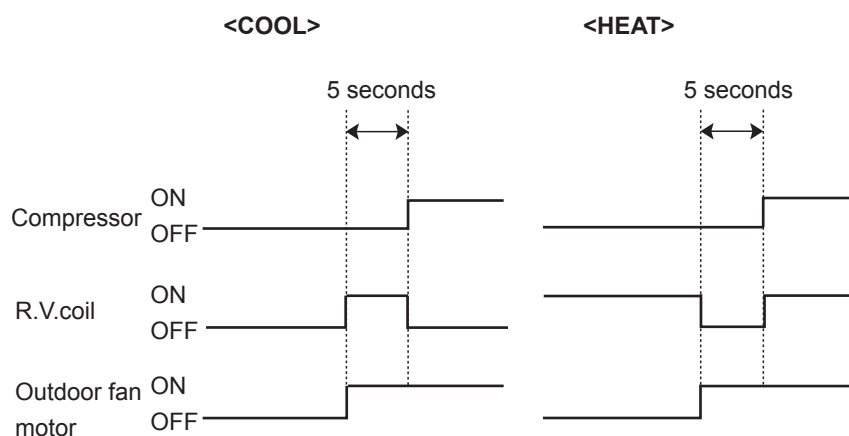 <COOL> <HEAT>
5 seconds 5 seconds
Compressor ON
OFF
R.V.coil ON
OFF
Outdoor fan motor ON
OFF